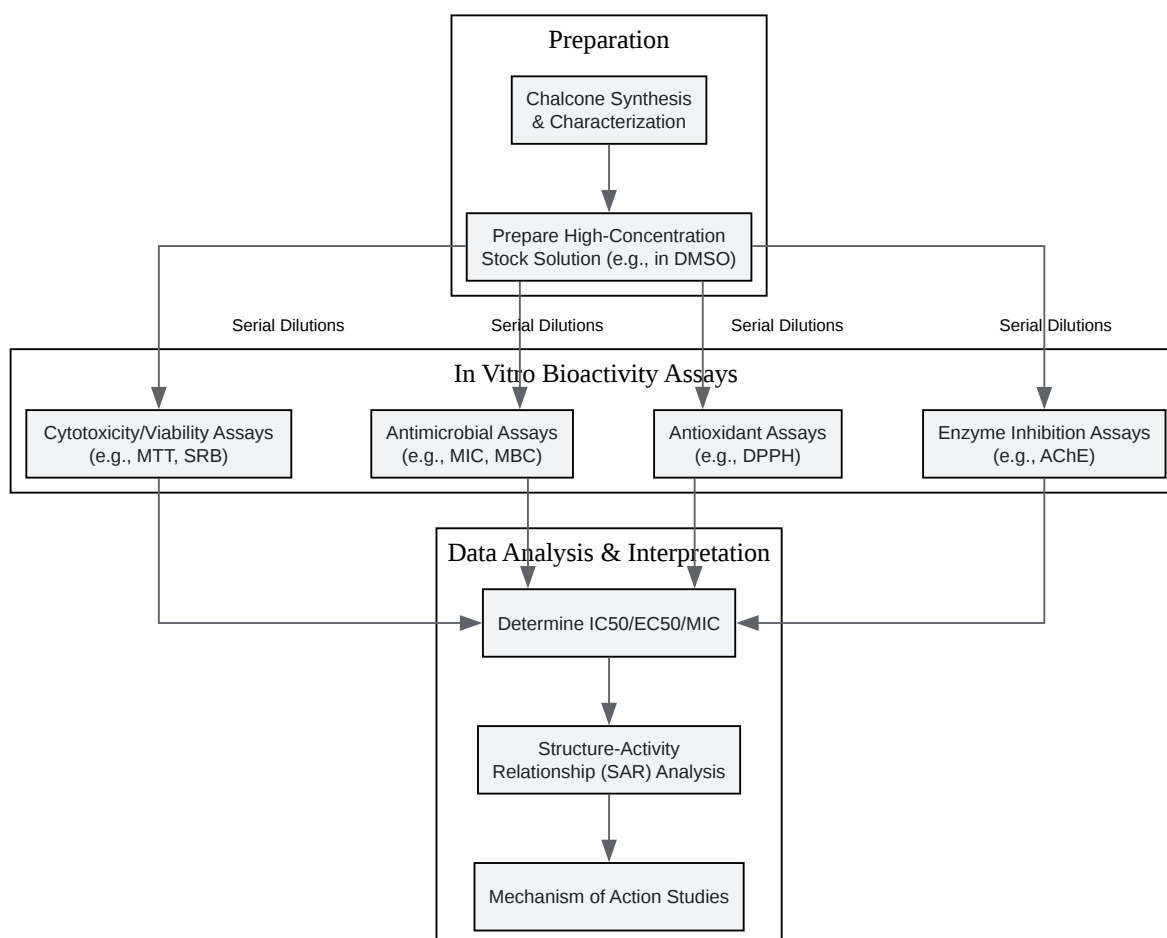 Preparation
Chalcone Synthesis
& Characterization
Prepare High-Concentration
Stock Solution (e.g., in DMSO)
Serial Dilutions
Serial Dilutions
Serial Dilutions
Serial Dilutions
In Vitro Bioactivity Assays
Cytotoxicity/Viability Assays
(e.g., MTT, SRB)
Antimicrobial Assays
(e.g., MIC, MBC)
Antioxidant Assays
(e.g., DPPH)
Enzyme Inhibition Assays
(e.g., AChE)
Data Analysis & Interpretation
Determine IC50/EC50/MIC
Structure-Activity
Relationship (SAR) Analysis
Mechanism of Action Studies